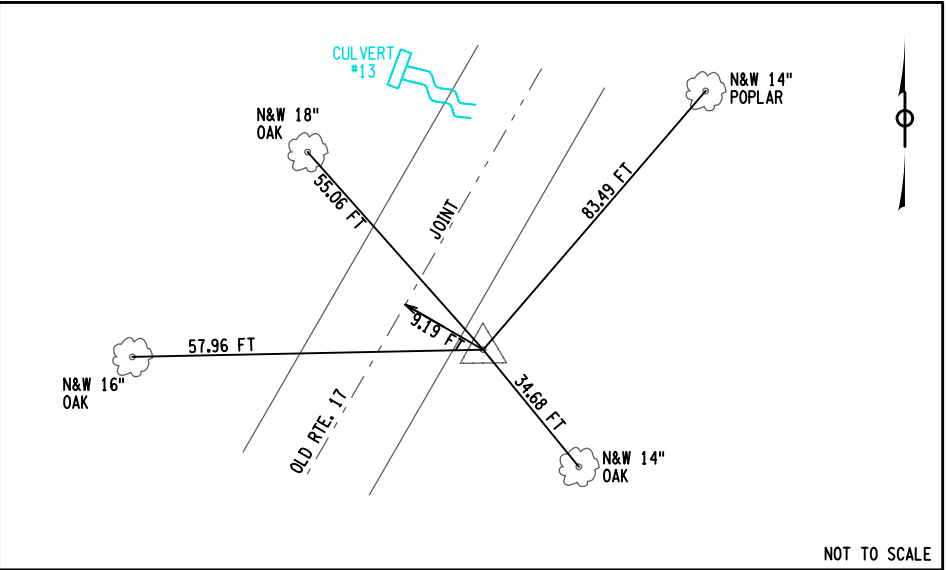 CULVERT
#13
N&W 14"
POPLAR
N&W 18"
OAK
55.06 FT
83.49 FT
JOINT
9.19 FT
57.96 FT
N&W 16"
OAK
34.68 FT
OLD RTE. 17
N&W 14"
OAK
NOT TO SCALE